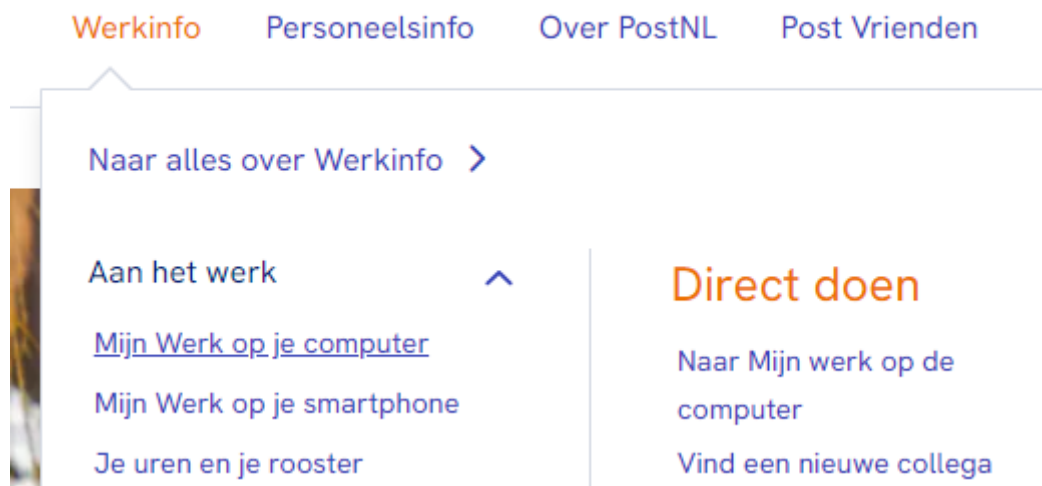 Werkinfo Personeelsinfo Over PostNL Post Vrienden
Naar alles over Werkinfo
Aan het werk
Mijn Werk op je computer
Mijn Werk op je smartphone
Je uren en je rooster
Direct doen
Naar Mijn werk op de
computer
Vind een nieuwe collega